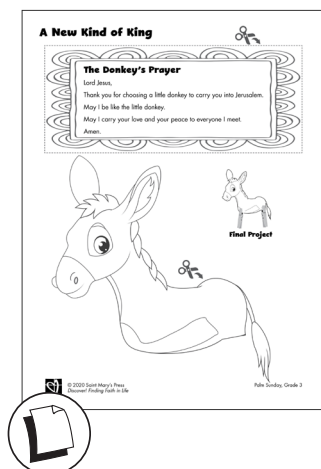 A New Kind of King
The Donkey's Prayer
Lord Jesus,
Thank you for choosing a little donkey to carry you into Jerusalem.
May I be like the little donkey.
May I carry your love and your peace to everyone I meet.
Amen.
Final Project
© 2020 Saint Mary's Press
Discover! Finding Faith in Life
Palm Sunday, Grade 3